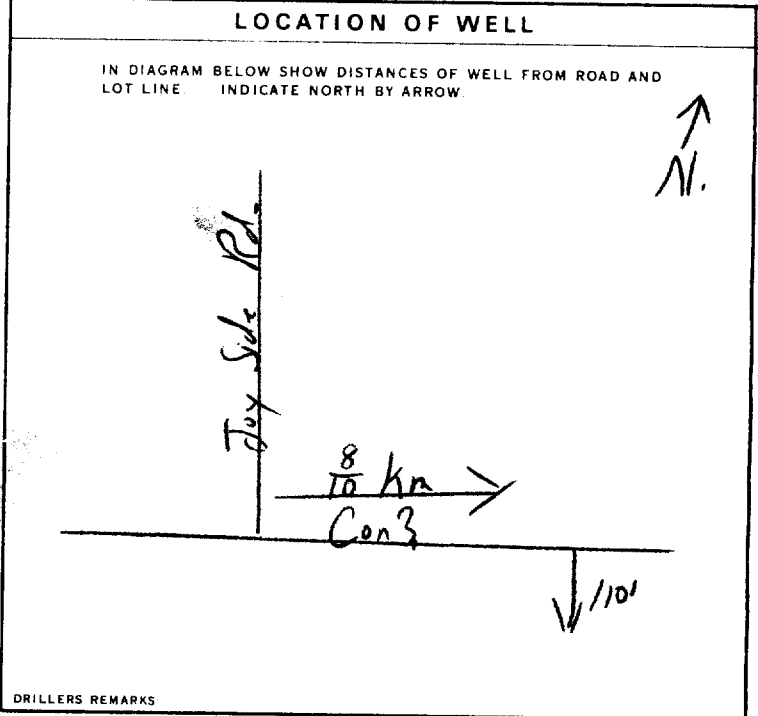 LOCATION OF WELL
IN DIAGRAM BELOW SHOW DISTANCES OF WELL FROM ROAD AND
LOT LINE. INDICATE NORTH BY ARROW.
N.
Joy Side Rd.
8/10 Km
Con 3
110'
DRILLERS REMARKS